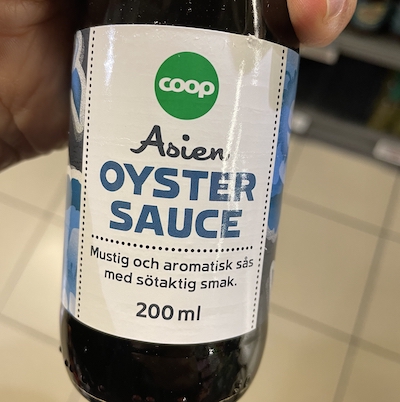 coop
Asien
OYSTER
SAUCE
Mustig och aromatisk sås
med sötaktig smak.
200 ml